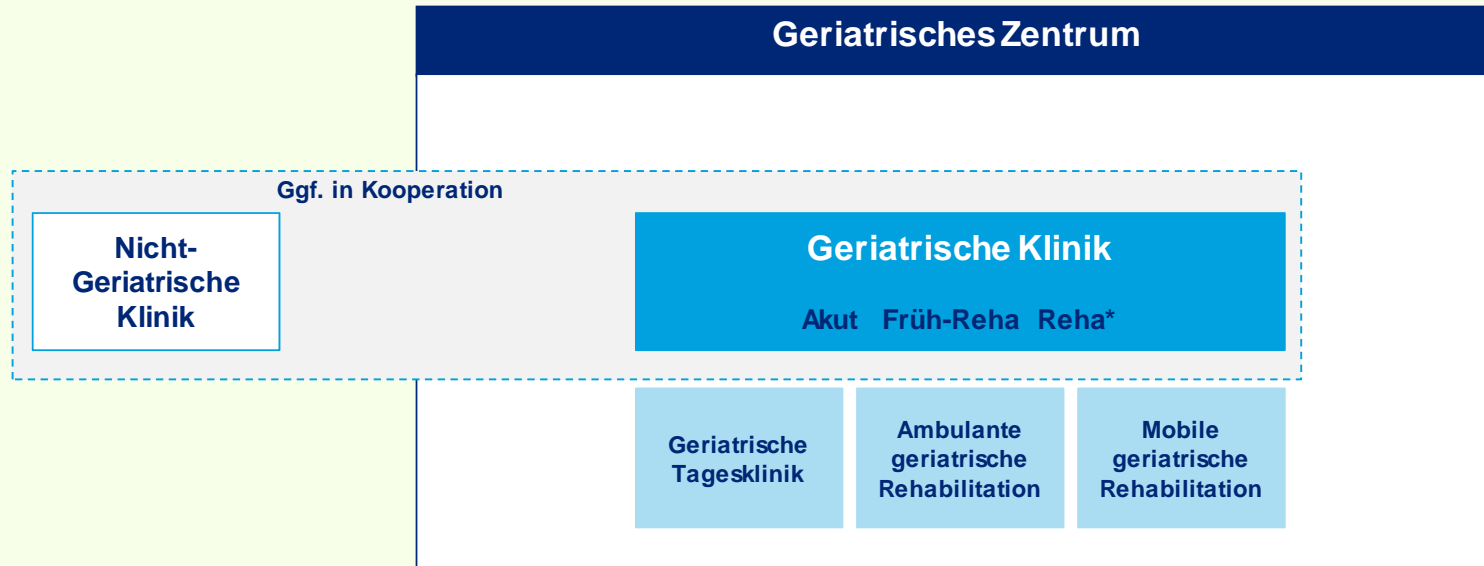 Geriatrisches Zentrum
Ggf. in Kooperation
Nicht-
Geriatrische
Klinik
Geriatrische Klinik
Akut Früh-Reha Reha*
Geriatrische
Tagesklinik
Ambulante
geriatrische
Rehabilitation
Mobile
geriatrische
Rehabilitation